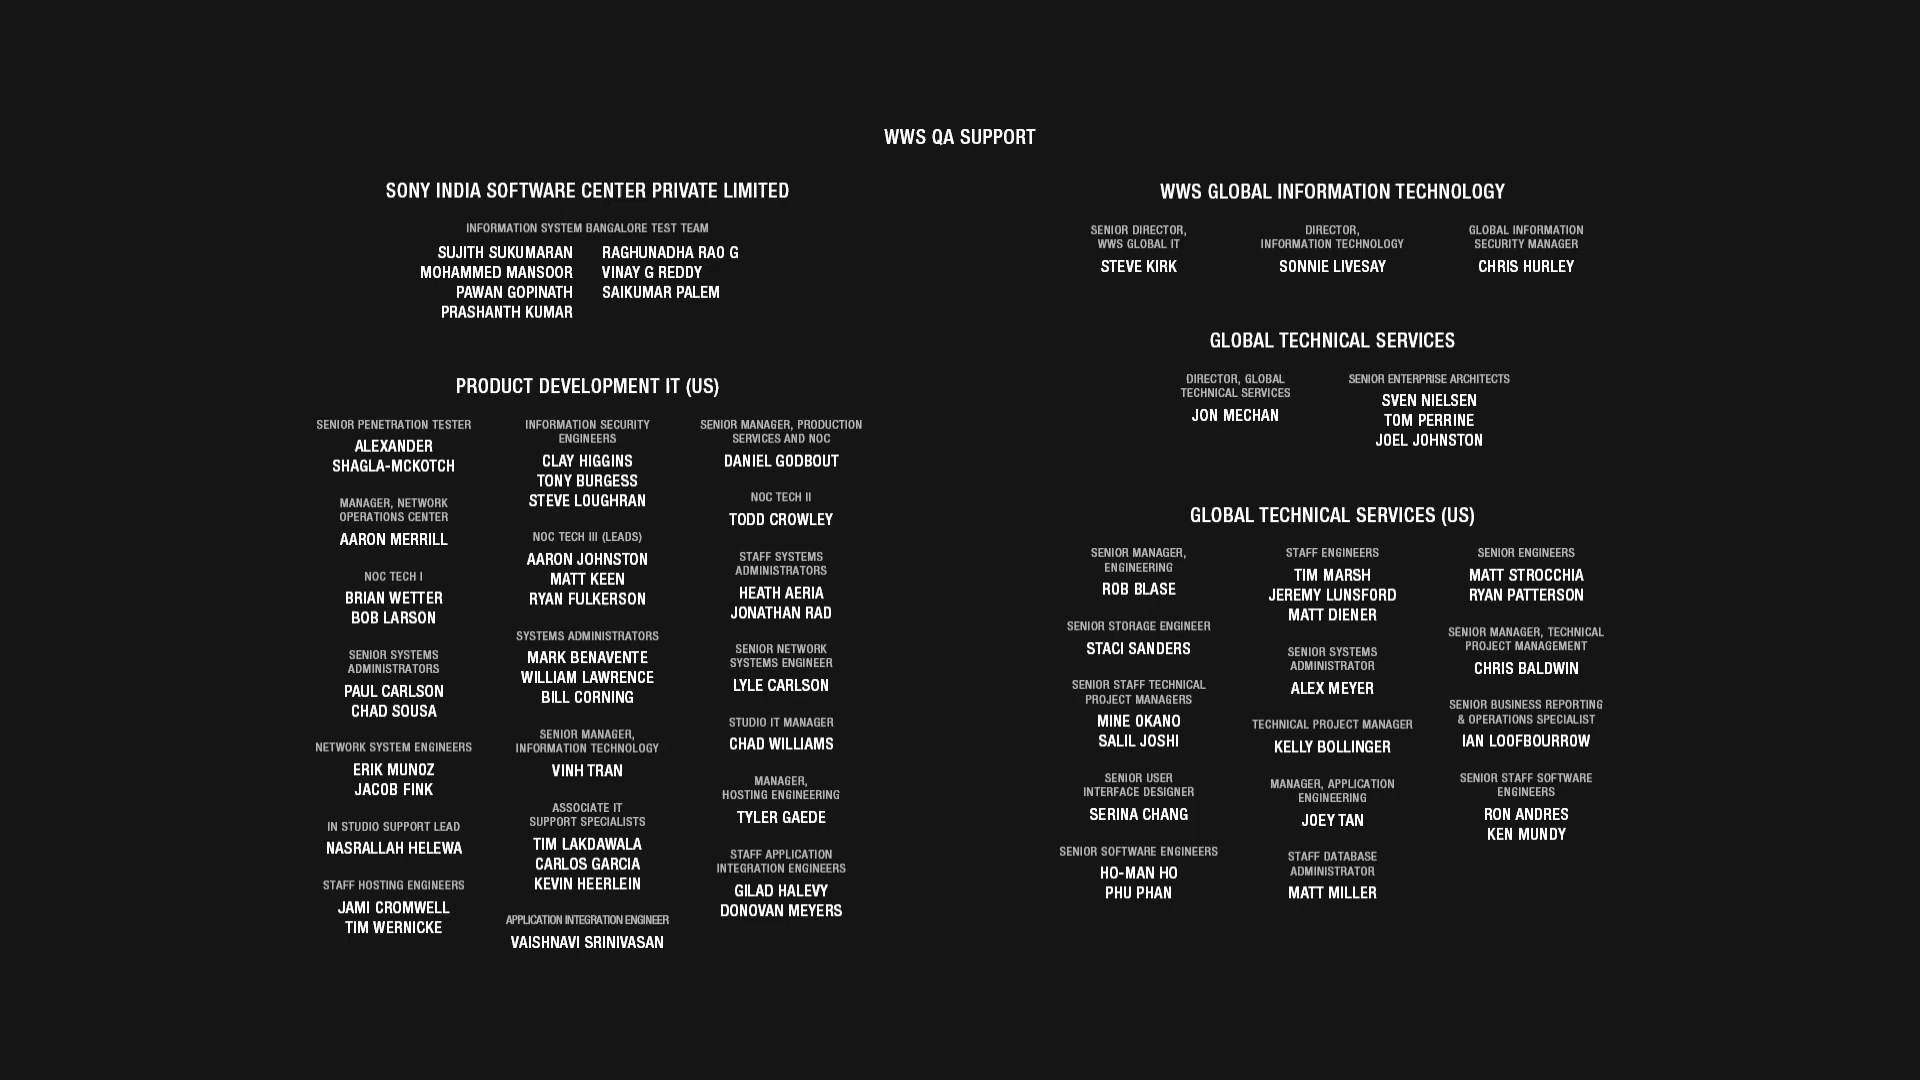 WWS QA SUPPORT
SONY INDIA SOFTWARE CENTER PRIVATE LIMITED
INFORMATION SYSTEM BANGALORE TEST TEAM
SUJITH SUKUMARAN
MOHAMMED MANSOOR
PAWAN GOPINATH
PRASHANTH KUMAR
RAGHUNADHA RAO G
VINAY G REDDY
SAIKUMAR PALEM
PRODUCT DEVELOPMENT IT (US)
SENIOR PENETRATION TESTER
ALEXANDER
SHAGLA-MCKOTCH
MANAGER, NETWORK
OPERATIONS CENTER
AARON MERRILL
NOC TECH I
BRIAN WETTER
BOB LARSON
SENIOR SYSTEMS
ADMINISTRATORS
PAUL CARLSON
CHAD SOUSA
NETWORK SYSTEM ENGINEERS
ERIK MUNOZ
JACOB FINK
IN STUDIO SUPPORT LEAD
NASRALLAH HELEWA
STAFF HOSTING ENGINEERS
JAMI CROMWELL
TIM WERNICKE
INFORMATION SECURITY
ENGINEERS
CLAY HIGGINS
TONY BURGESS
STEVE LOUGHRAN
NOC TECH III (LEADS)
AARON JOHNSTON
MATT KEEN
RYAN FULKERSON
SYSTEMS ADMINISTRATORS
MARK BENAVENTE
WILLIAM LAWRENCE
BILL CORNING
SENIOR MANAGER,
INFORMATION TECHNOLOGY
VINH TRAN
ASSOCIATE IT
SUPPORT SPECIALISTS
TIM LAKDAWALA
CARLOS GARCIA
KEVIN HEERLEIN
APPLICATION INTEGRATION ENGINEER
VAISHNAVI SRINIVASAN
SENIOR MANAGER, PRODUCTION
SERVICES AND NOC
DANIEL GODBOUT
NOC TECH II
TODD CROWLEY
STAFF SYSTEMS
ADMINISTRATORS
HEATH AERIA
JONATHAN RAD
SENIOR NETWORK
SYSTEMS ENGINEER
LYLE CARLSON
STUDIO IT MANAGER
CHAD WILLIAMS
MANAGER,
HOSTING ENGINEERING
TYLER GAEDE
STAFF APPLICATION
INTEGRATION ENGINEERS
GILAD HALEVY
DONOVAN MEYERS
WWS GLOBAL INFORMATION TECHNOLOGY
SENIOR DIRECTOR,
WWS GLOBAL IT
STEVE KIRK
DIRECTOR,
INFORMATION TECHNOLOGY
SONNIE LIVESAY
GLOBAL INFORMATION
SECURITY MANAGER
CHRIS HURLEY
GLOBAL TECHNICAL SERVICES
DIRECTOR, GLOBAL
TECHNICAL SERVICES
JON MECHAN
SENIOR ENTERPRISE ARCHITECTS
SVEN NIELSEN
TOM PERRINE
JOEL JOHNSTON
GLOBAL TECHNICAL SERVICES (US)
SENIOR MANAGER,
ENGINEERING
ROB BLASE
SENIOR STORAGE ENGINEER
STACI SANDERS
SENIOR STAFF TECHNICAL
PROJECT MANAGERS
MINE OKANO
SALIL JOSHI
SENIOR USER
INTERFACE DESIGNER
SERINA CHANG
SENIOR SOFTWARE ENGINEERS
HO-MAN HO
PHU PHAN
STAFF ENGINEERS
TIM MARSH
JEREMY LUNSFORD
MATT DIENER
SENIOR SYSTEMS
ADMINISTRATOR
ALEX MEYER
TECHNICAL PROJECT MANAGER
KELLY BOLLINGER
MANAGER, APPLICATION
ENGINEERING
JOEY TAN
STAFF DATABASE
ADMINISTRATOR
MATT MILLER
SENIOR ENGINEERS
MATT STROCCHIA
RYAN PATTERSON
SENIOR MANAGER, TECHNICAL
PROJECT MANAGEMENT
CHRIS BALDWIN
SENIOR BUSINESS REPORTING
& OPERATIONS SPECIALIST
IAN LOOFBOURROW
SENIOR STAFF SOFTWARE
ENGINEERS
RON ANDRES
KEN MUNDY